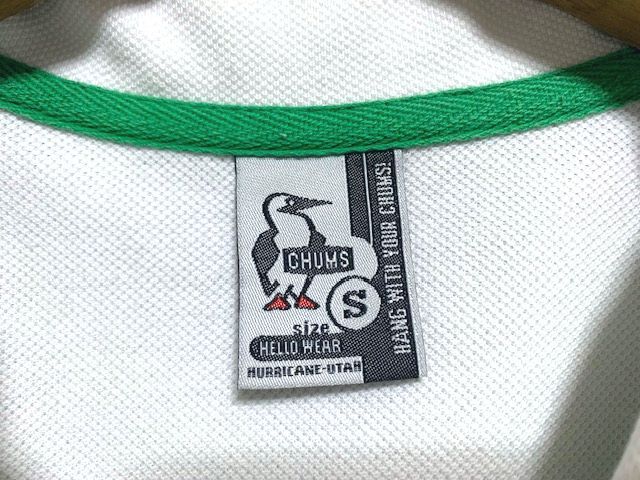 CHUMS
S
size
HELLO WEAR
HURRICANE-UTAH
HANG WITH YOUR CHUMS!